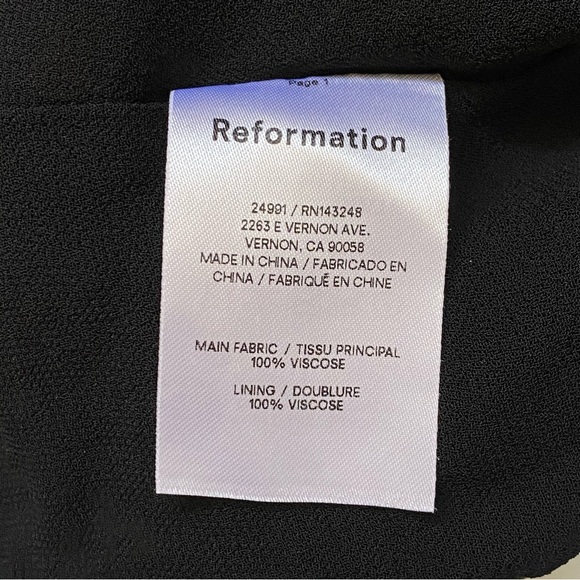 Page 1
Reformation
24991 / RN143248
2263 E VERNON AVE.
VERNON, CA 90058
MADE IN CHINA / FABRICADO EN
CHINA / FABRIQUÉ EN CHINE
MAIN FABRIC / TISSU PRINCIPAL
100% VISCOSE
LINING / DOUBLURE
100% VISCOSE